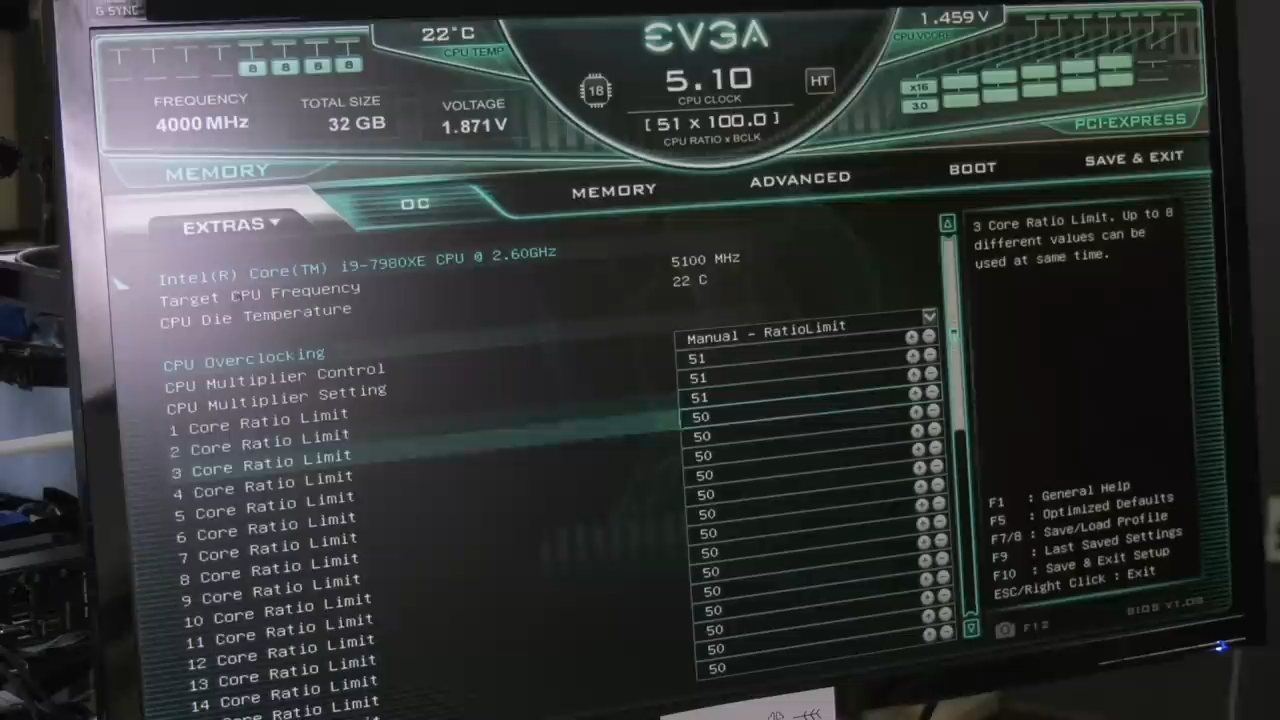 G-SYNC
22°C
CPU TEMP
EVGA
1.459 V
CPU VCORE
8 8 8 8
18
5.10
CPU CLOCK
HT
[ 51 x 100.0 ]
CPU RATIO x BCLK
x16
3.0
PCI-EXPRESS
FREQUENCY
4000 MHz
TOTAL SIZE
32 GB
VOLTAGE
1.871 V
MEMORY
EXTRAS
OC
MEMORY
ADVANCED
BOOT
SAVE & EXIT
Intel(R) Core(TM) i9-7980XE CPU @ 2.60GHz
Target CPU Frequency
5100 MHz
CPU Die Temperature
22 C
CPU Overclocking
CPU Multiplier Control
Manual - RatioLimit
CPU Multiplier Setting
51
1 Core Ratio Limit
51
2 Core Ratio Limit
51
3 Core Ratio Limit
50
4 Core Ratio Limit
50
5 Core Ratio Limit
50
6 Core Ratio Limit
50
7 Core Ratio Limit
50
8 Core Ratio Limit
50
9 Core Ratio Limit
50
10 Core Ratio Limit
50
11 Core Ratio Limit
50
12 Core Ratio Limit
50
13 Core Ratio Limit
50
14 Core Ratio Limit
50
Core Ratio Limit
50
50
3 Core Ratio Limit. Up to 8
different values can be
used at same time.
F1 : General Help
F5 : Optimized Defaults
F7/8 : Save/Load Profile
F9 : Last Saved Settings
F10 : Save & Exit Setup
ESC/Right Click : Exit
F12